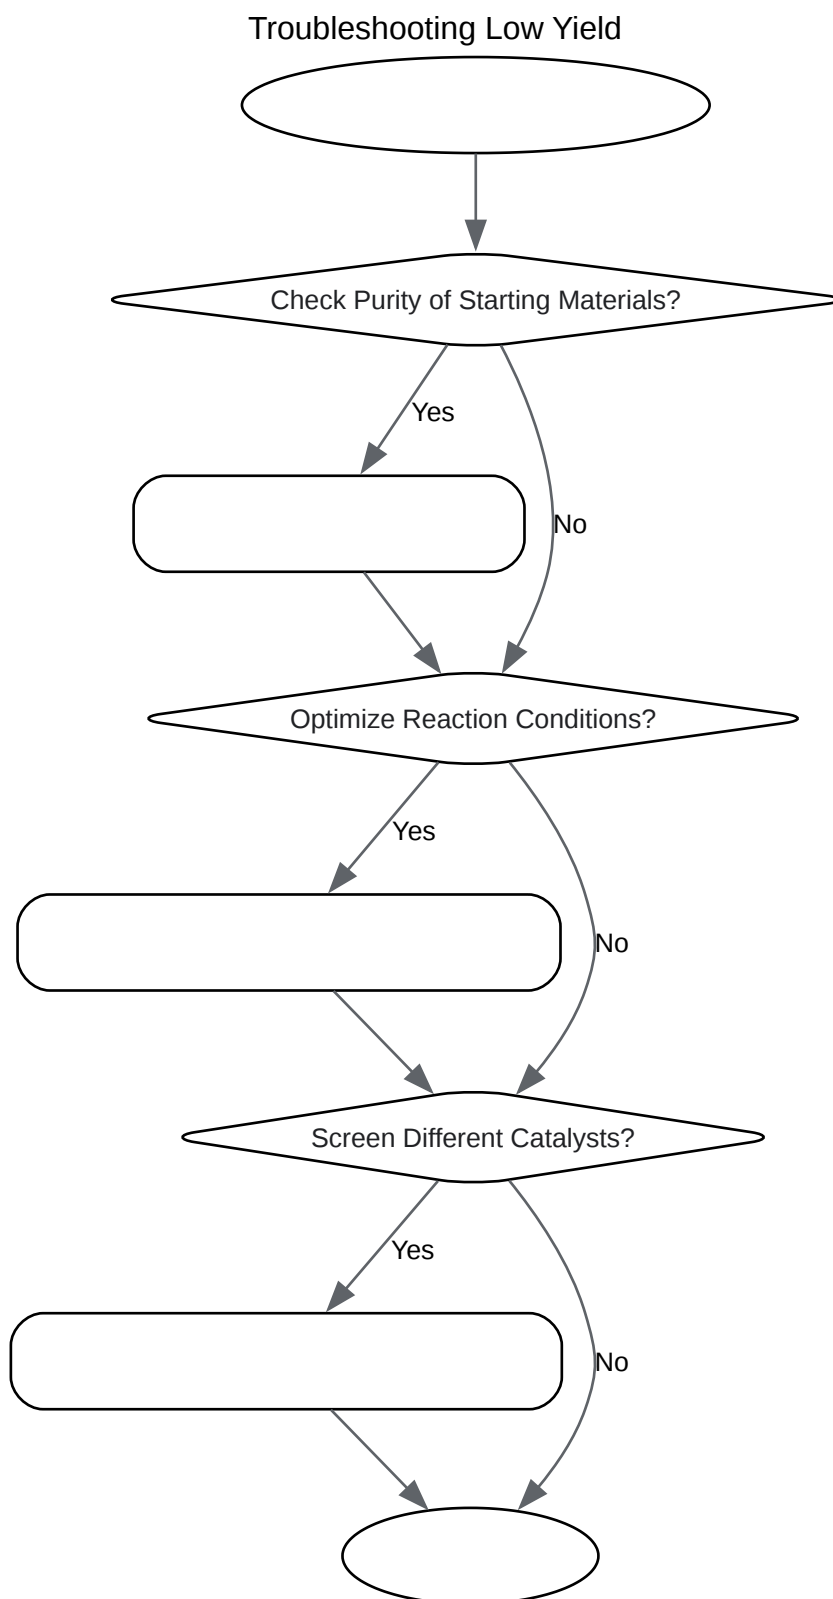 Troubleshooting Low Yield
Check Purity of Starting Materials?
Yes
No
Optimize Reaction Conditions?
Yes
No
Screen Different Catalysts?
Yes
No